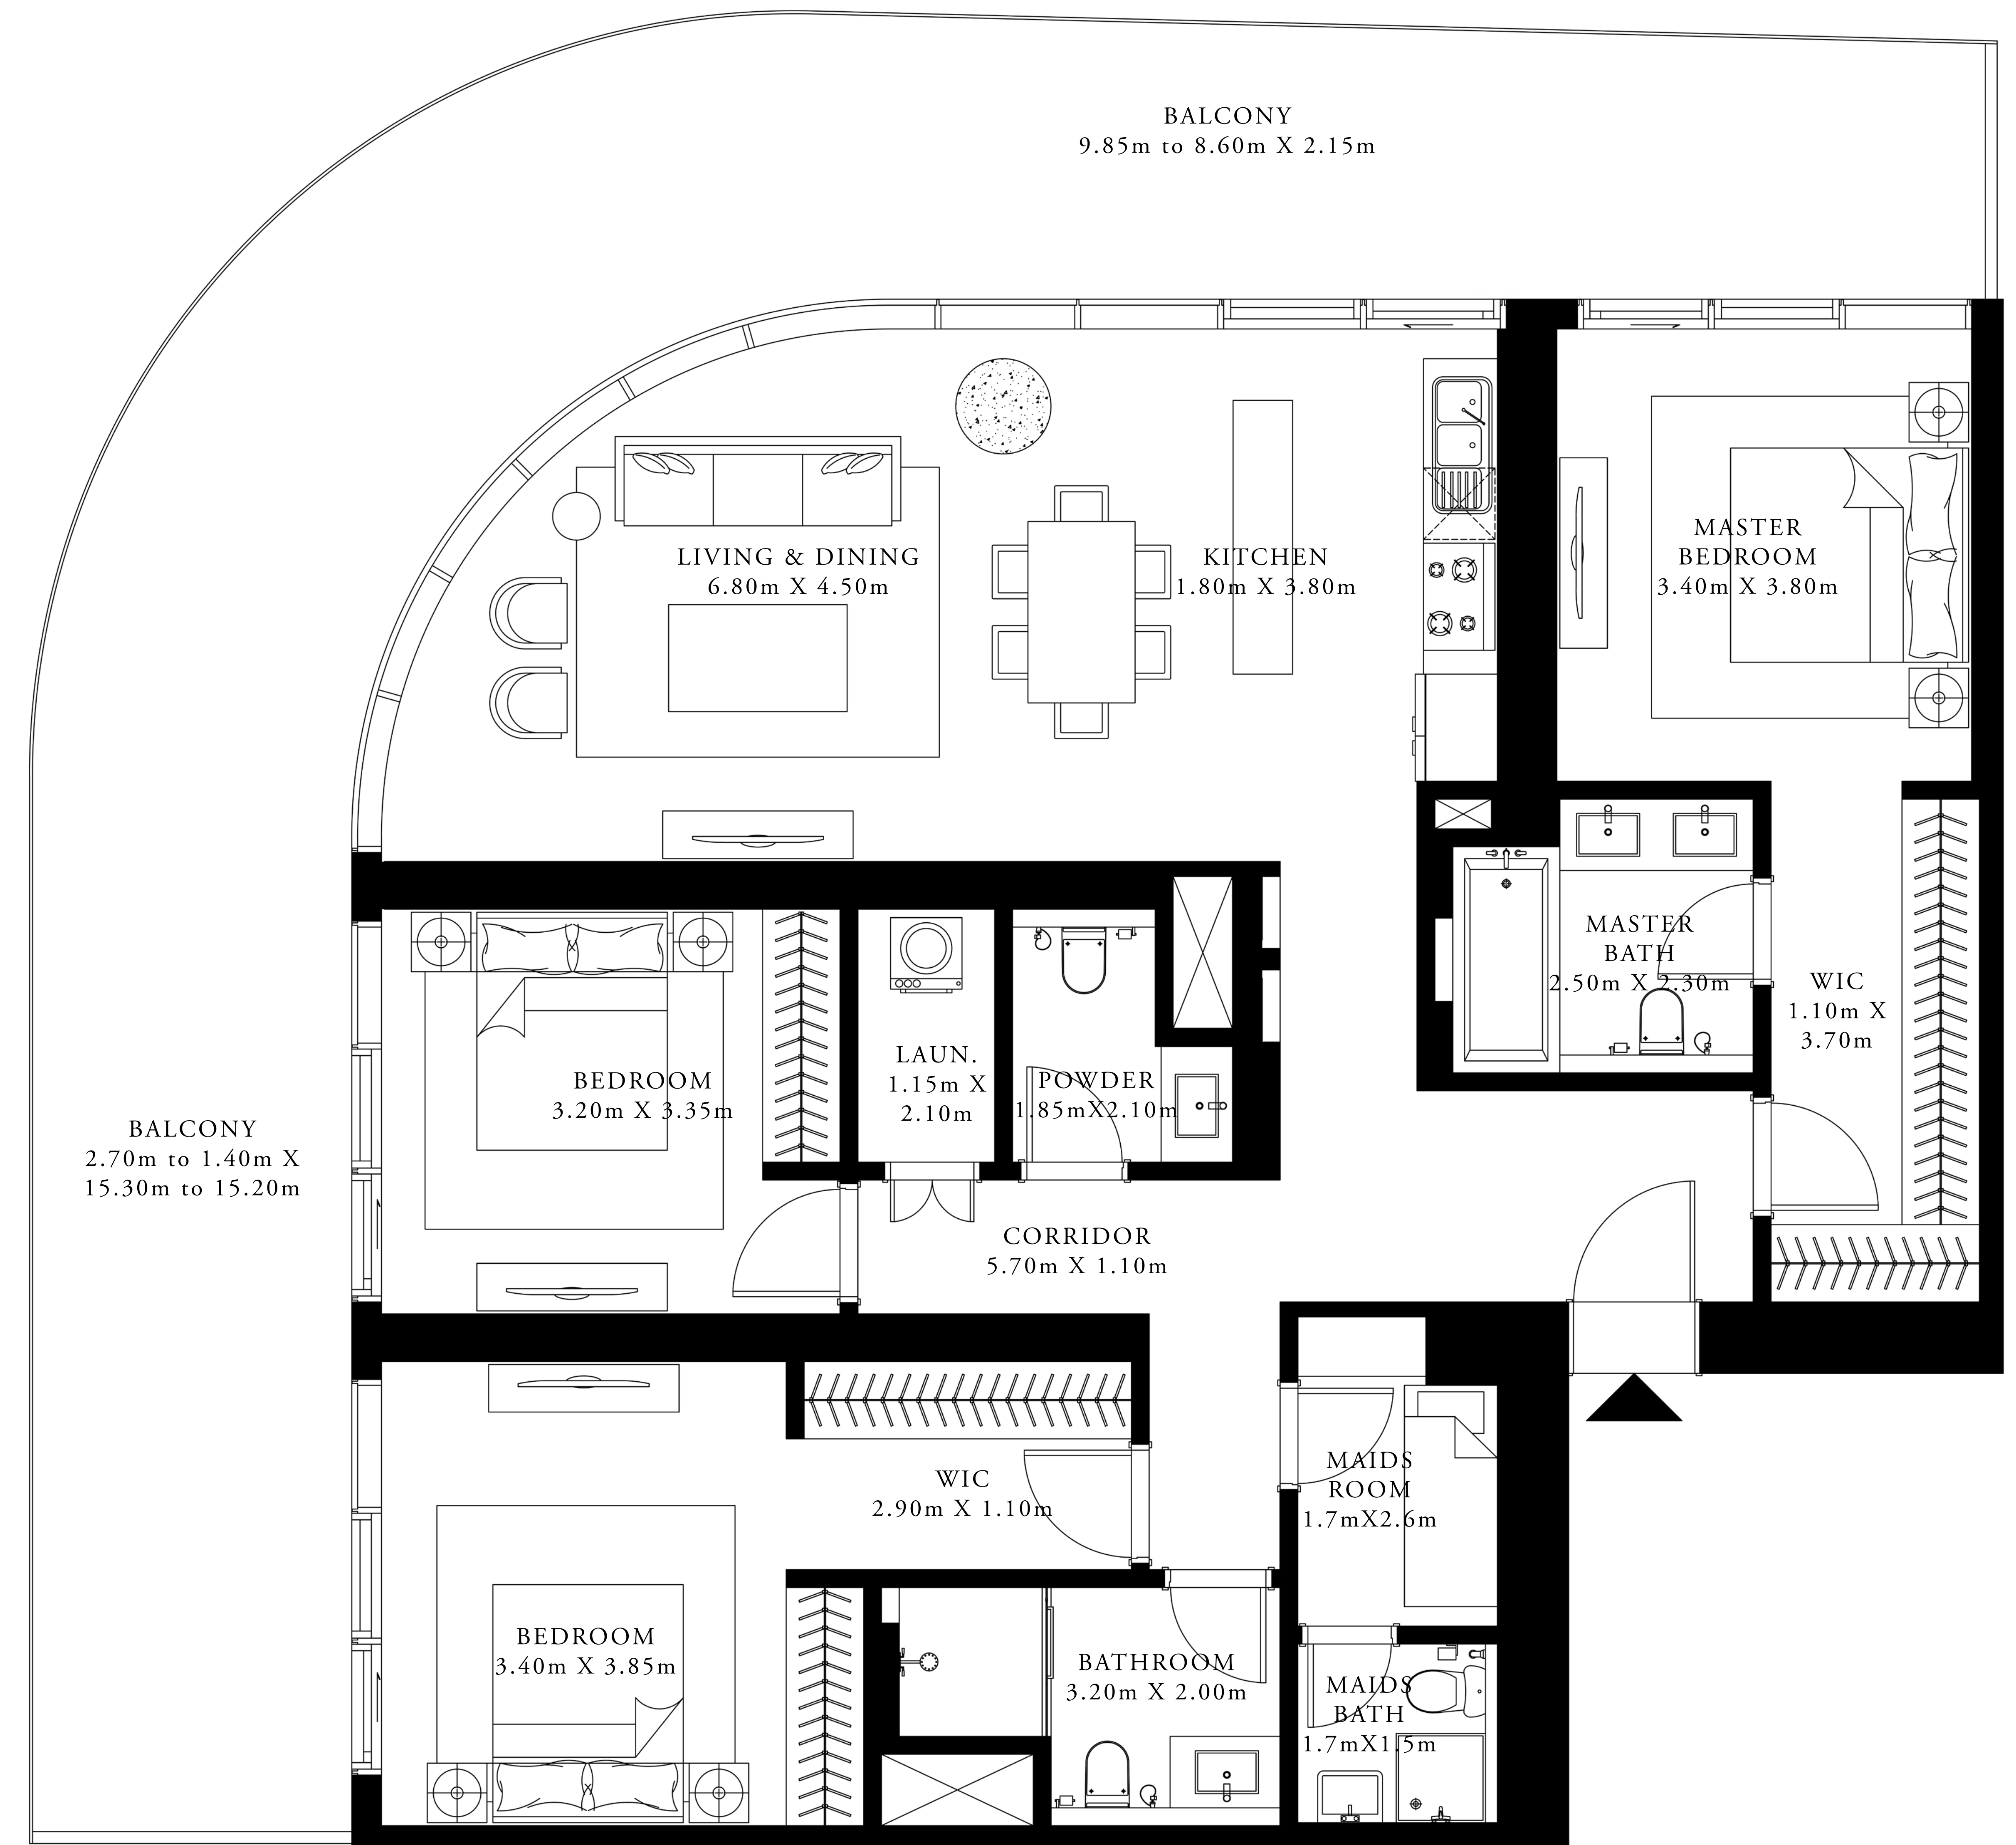 BALCONY
9.85m to 8.60m X 2.15m
LIVING & DINING
6.80m X 4.50m
KITCHEN
1.80m X 3.80m
MASTER
BEDROOM
3.40m X 3.80m
MASTER
BATH
2.50m X 2.30m
WIC
1.10m X
3.70m
BEDROOM
3.20m X 3.35m
LAUN.
1.15m X
2.10m
POWDER
1.85mX2.10m
BALCONY
2.70m to 1.40m X
15.30m to 15.20m
CORRIDOR
5.70m X 1.10m
WIC
2.90m X 1.10m
MAIDS
ROOM
1.7mX2.6m
BEDROOM
3.40m X 3.85m
BATHROOM
3.20m X 2.00m
MAIDS
BATH
1.7mX1.5m